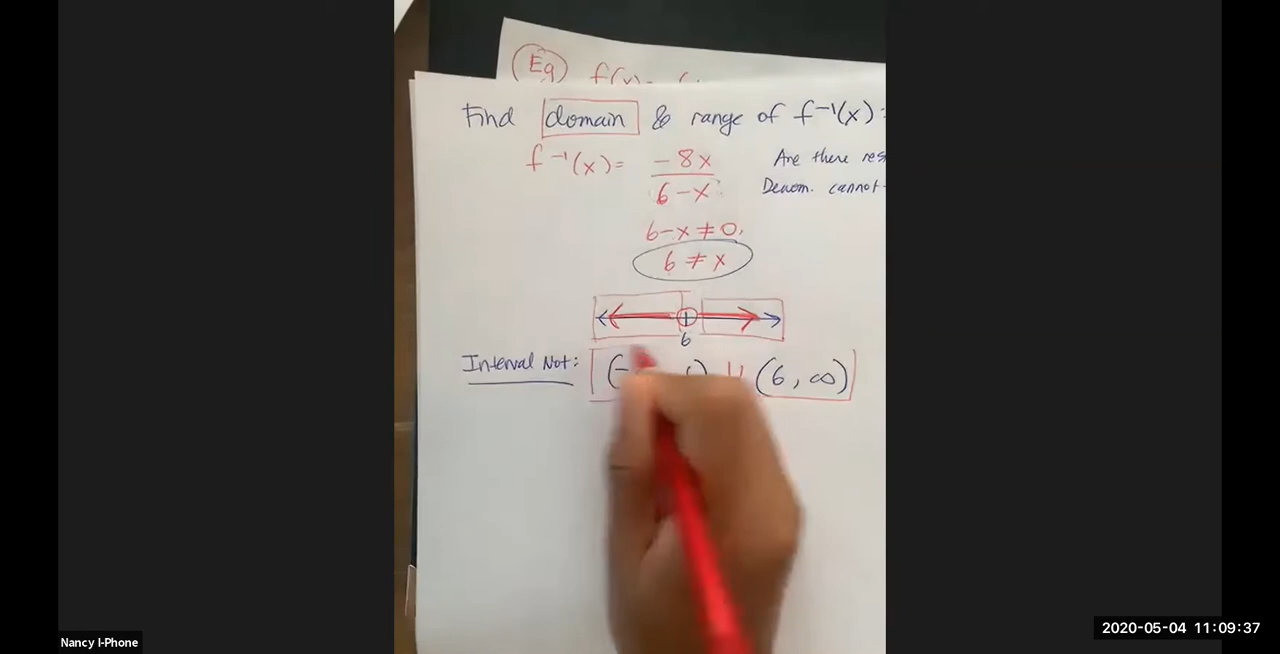 Eg
Find domain & range of f⁻¹(x)
f⁻¹(x) = -8x / 6-x
Are there
Denom. cannot
6-x ≠ 0,
6 ≠ x
6
Interval Not: (- ) U (6, ∞)
Nancy I-Phone
2020-05-04 11:09:37